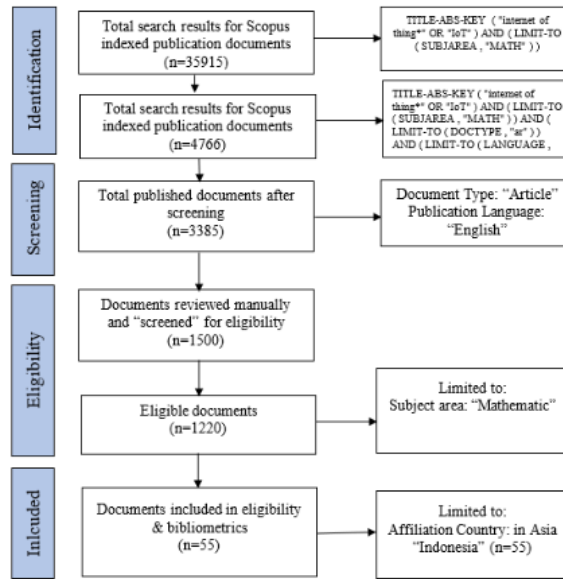 Identification
Total search results for Scopus
indexed publication documents
(n=35915)
TITLE-ABS-KEY ( "internet of
thing*" OR "IoT" ) AND ( LIMIT-TO
( SUBJAREA , "MATH" ) )
Total search results for Scopus
indexed publication documents
(n=4766)
TITLE-ABS-KEY ( "internet of
thing*" OR "IoT" ) AND ( LIMIT-TO
( SUBJAREA , "MATH" ) ) AND (
LIMIT-TO ( DOCTYPE , "ar" ) )
AND ( LIMIT-TO ( LANGUAGE ,
Screening
Total published documents after
screening
(n=3385)
Document Type: “Article”
Publication Language:
“English”
Eligibility
Documents reviewed manually
and “screened” for eligibility
(n=1500)
Eligible documents
(n=1220)
Limited to:
Subject area: “Mathematic”
Inlcuded
Documents included in eligibility
& bibliometrics
(n=55)
Limited to:
Affiliation Country: in Asia
“Indonesia” (n=55)